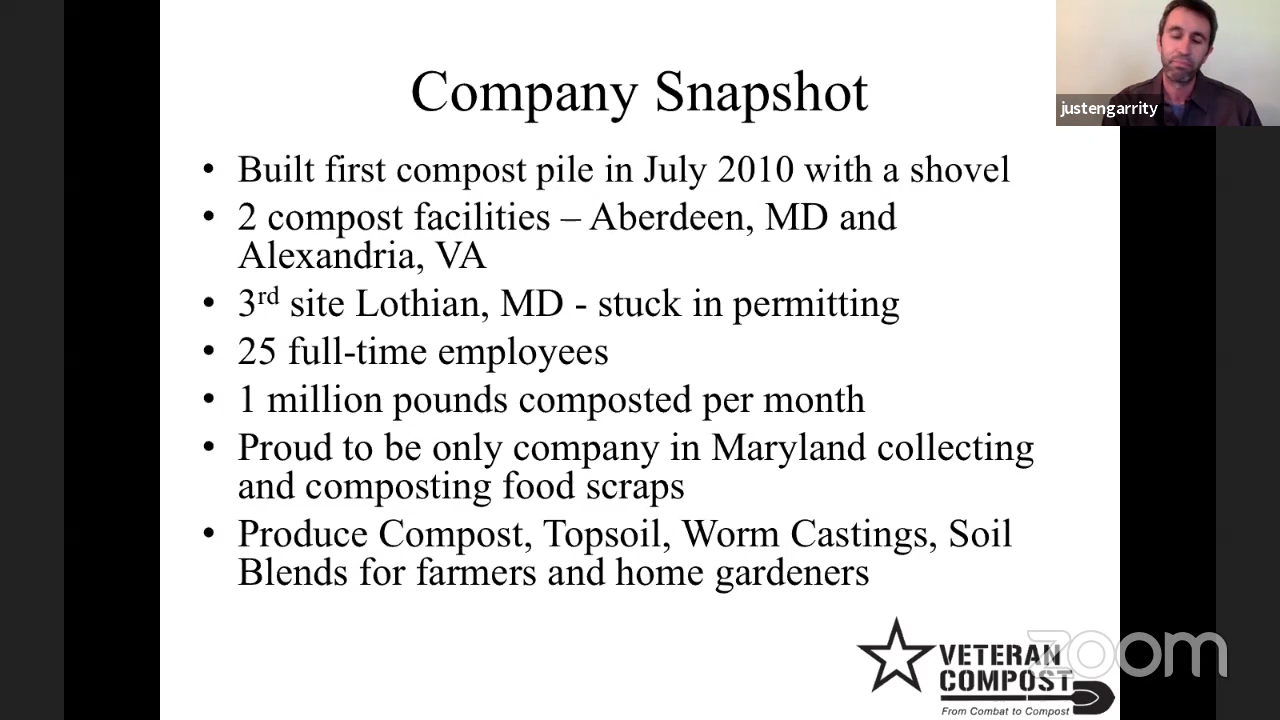 Company Snapshot
justengarrity
• Built first compost pile in July 2010 with a shovel
• 2 compost facilities – Aberdeen, MD and
Alexandria, VA
• 3rd site Lothian, MD - stuck in permitting
• 25 full-time employees
• 1 million pounds composted per month
• Proud to be only company in Maryland collecting
and composting food scraps
• Produce Compost, Topsoil, Worm Castings, Soil
Blends for farmers and home gardeners
VETERAN
COMPOST
From Combat to Compost
zoom